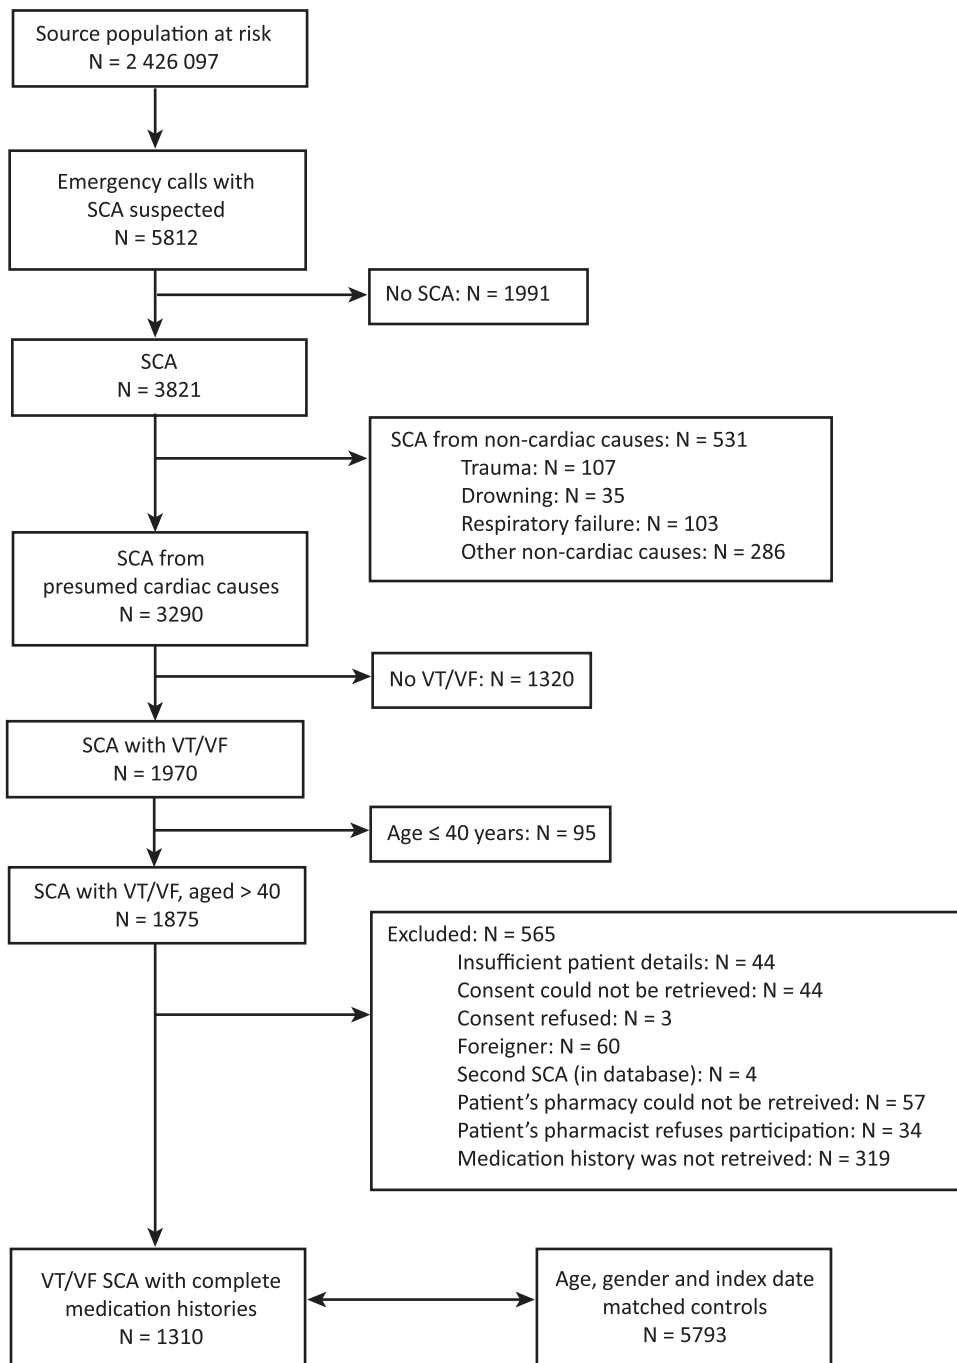 Source population at risk
N = 2 426 097
Emergency calls with
SCA suspected
N = 5812
No SCA: N = 1991
SCA
N = 3821
SCA from non-cardiac causes: N = 531
Trauma: N = 107
Drowning: N = 35
Respiratory failure: N = 103
Other non-cardiac causes: N = 286
SCA from
presumed cardiac causes
N = 3290
No VT/VF: N = 1320
SCA with VT/VF
N = 1970
Age ≤ 40 years: N = 95
SCA with VT/VF, aged > 40
N = 1875
Excluded: N = 565
Insufficient patient details: N = 44
Consent could not be retrieved: N = 44
Consent refused: N = 3
Foreigner: N = 60
Second SCA (in database): N = 4
Patient's pharmacy could not be retreived: N = 57
Patient's pharmacist refuses participation: N = 34
Medication history was not retreived: N = 319
VT/VF SCA with complete
medication histories
N = 1310
Age, gender and index date
matched controls
N = 5793